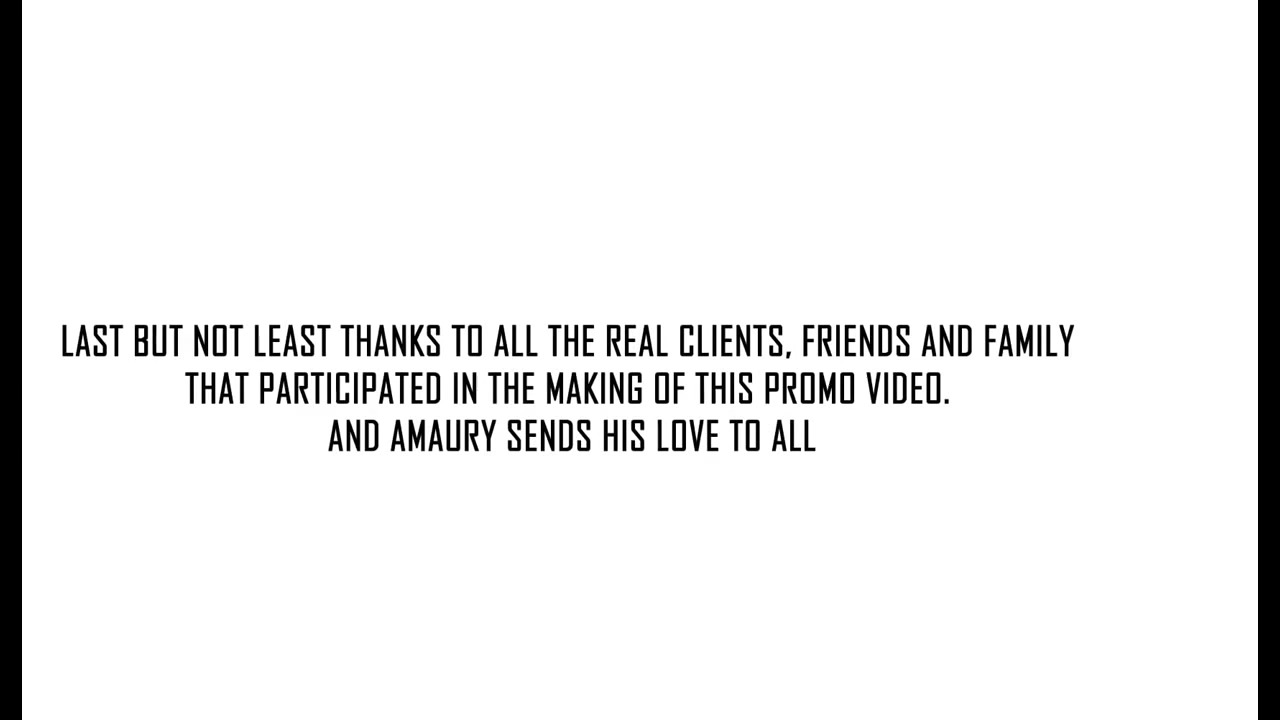 LAST BUT NOT LEAST THANKS TO ALL THE REAL CLIENTS, FRIENDS AND FAMILY
THAT PARTICIPATED IN THE MAKING OF THIS PROMO VIDEO.
AND AMAURY SENDS HIS LOVE TO ALL